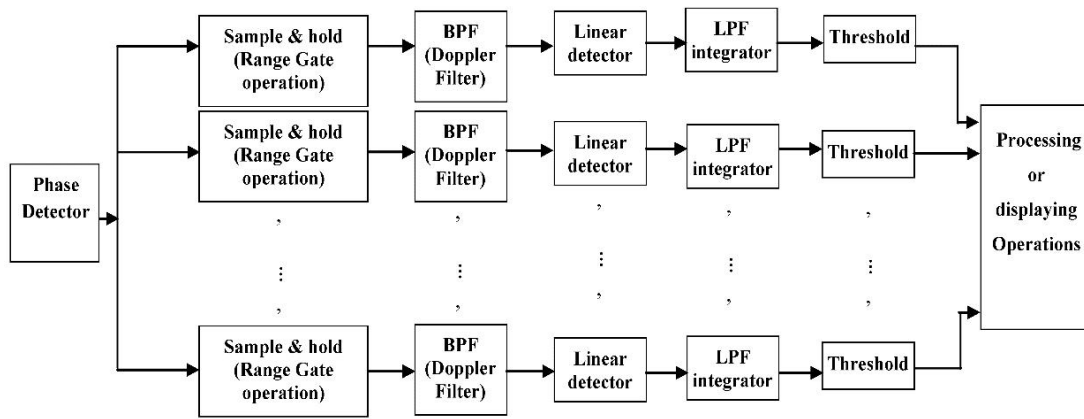 Phase
Detector
Sample & hold
(Range Gate
operation)
BPF
(Doppler
Filter)
Linear
detector
LPF
integrator
Threshold
Sample & hold
(Range Gate
operation)
BPF
(Doppler
Filter)
Linear
detector
LPF
integrator
Threshold
Sample & hold
(Range Gate
operation)
BPF
(Doppler
Filter)
Linear
detector
LPF
integrator
Threshold
Processing
or
displaying
Operations